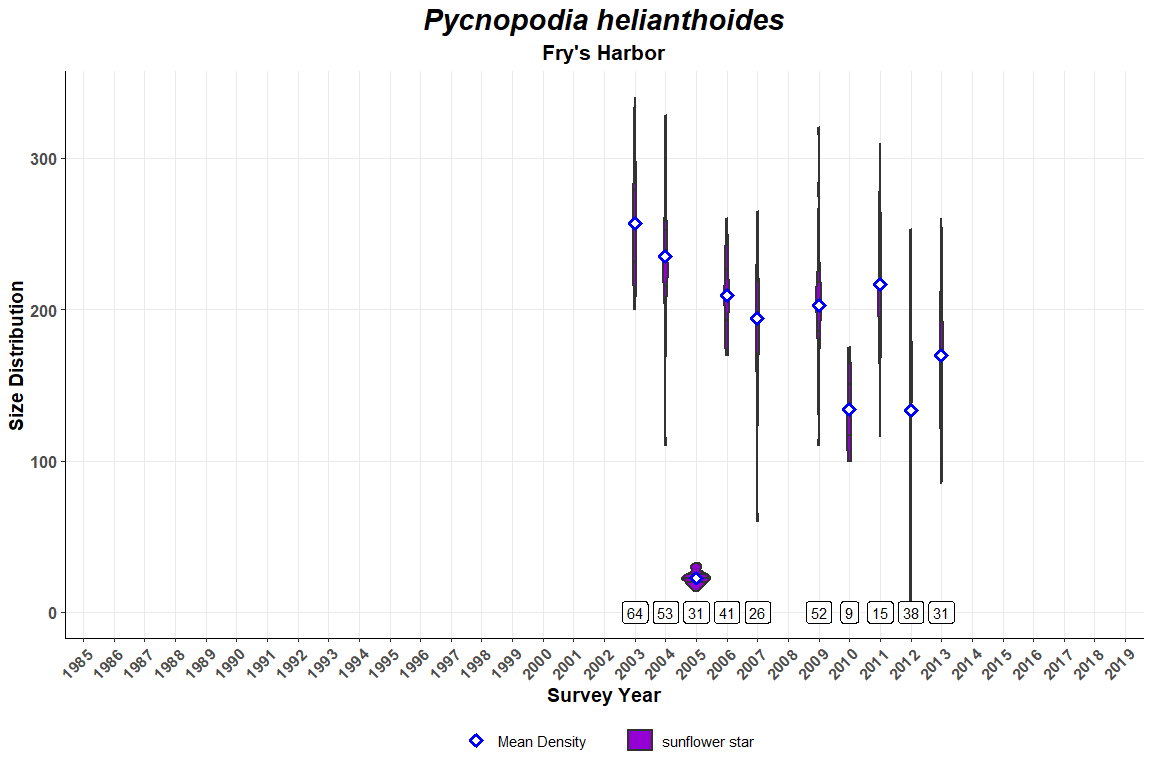 Pycnopodia helianthoides
Fry's Harbor
Size Distribution
300
200
100
0
64 53 31 41 26 52 9 15 38 31
1985 1986 1987 1988 1989 1990 1991 1992 1993 1994 1995 1996 1997 1998 1999 2000 2001 2002 2003 2004 2005 2006 2007 2008 2009 2010 2011 2012 2013 2014 2015 2016 2017 2018 2019
Survey Year
Mean Density sunflower star